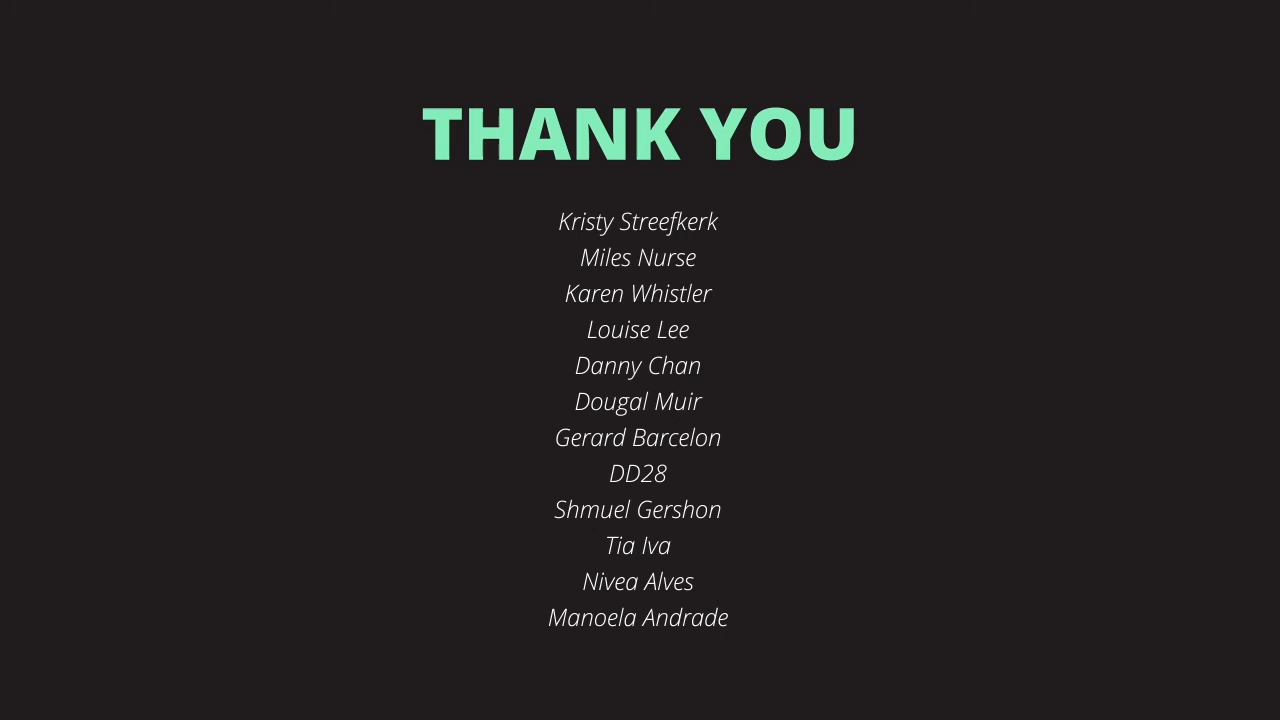 THANK YOU
Kristy Streefkerk
Miles Nurse
Karen Whistler
Louise Lee
Danny Chan
Dougal Muir
Gerard Barcelon
DD28
Shmuel Gershon
Tia Iva
Nivea Alves
Manoela Andrade